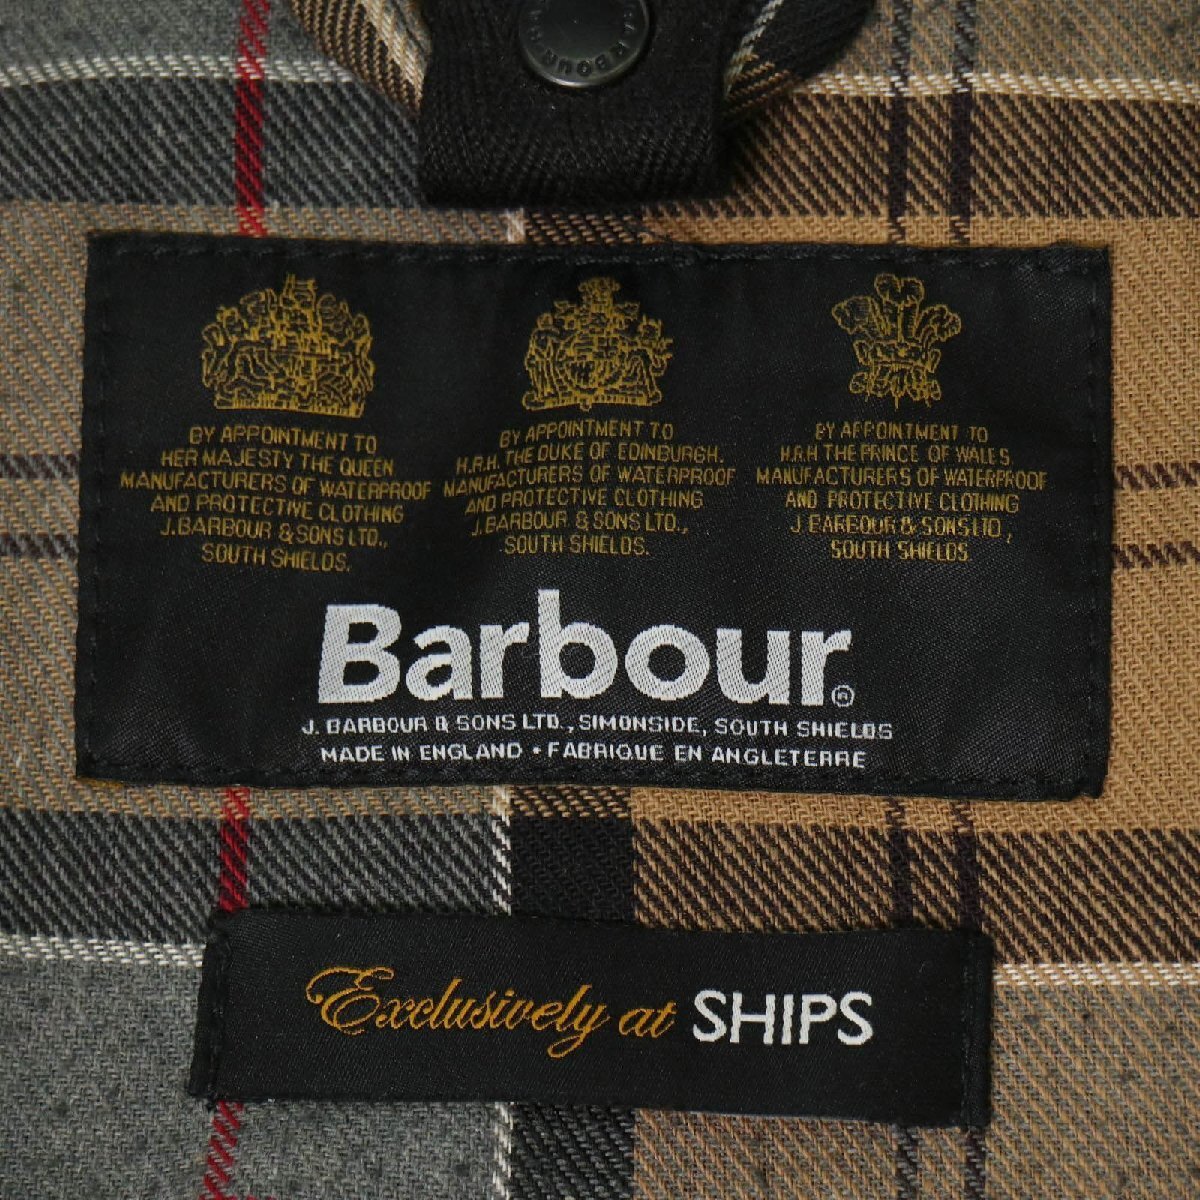 BARBOUR
BY APPOINTMENT TO
HER MAJESTY THE QUEEN
MANUFACTURERS OF WATERPROOF
AND PROTECTIVE CLOTHING
J.BARBOUR & SONS LTD.,
SOUTH SHIELDS.
BY APPOINTMENT TO
H.R.H. THE DUKE OF EDINBURGH.
MANUFACTURERS OF WATERPROOF
AND PROTECTIVE CLOTHING
J. BARBOUR & SONS LTD.,
SOUTH SHIELDS.
BY APPOINTMENT TO
H.R.H THE PRINCE OF WALES
MANUFACTURERS OF WATERPROOF
AND PROTECTIVE CLOTHING
J BARBOUR & SONS LTD,
SOUTH SHIELDS
Barbour®
J. BARBOUR & SONS LTD., SIMONSIDE, SOUTH SHIELDS
MADE IN ENGLAND • FABRIQUE EN ANGLETERRE
Exclusively at SHIPS